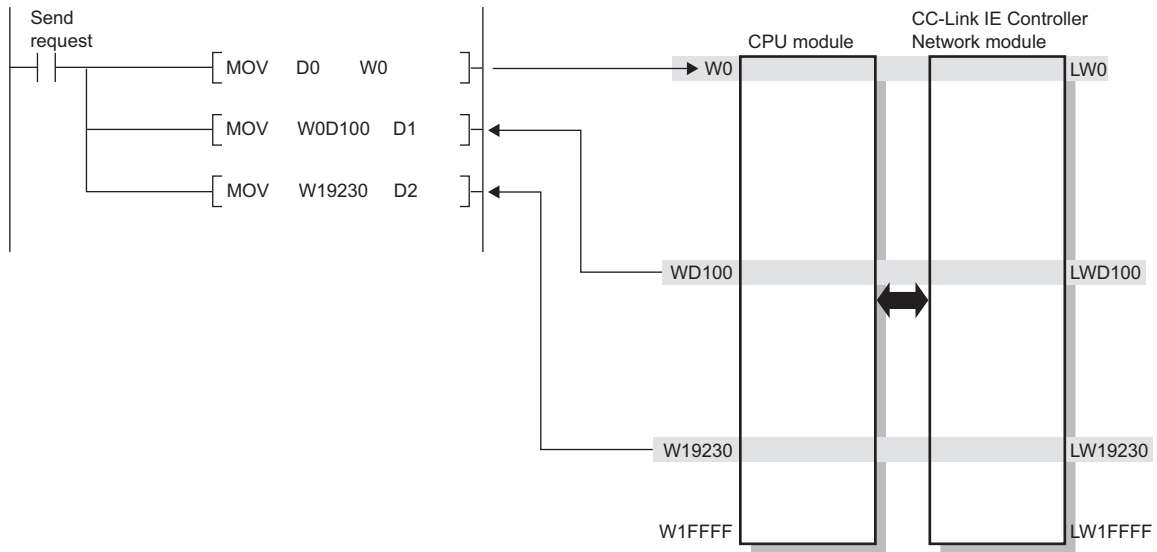 Send
request
MOV D0 W0
MOV W0D100 D1
MOV W19230 D2
CPU module
CC-Link IE Controller
Network module
W0
LW0
WD100
LWD100
W19230
LW19230
W1FFFF
LW1FFFF